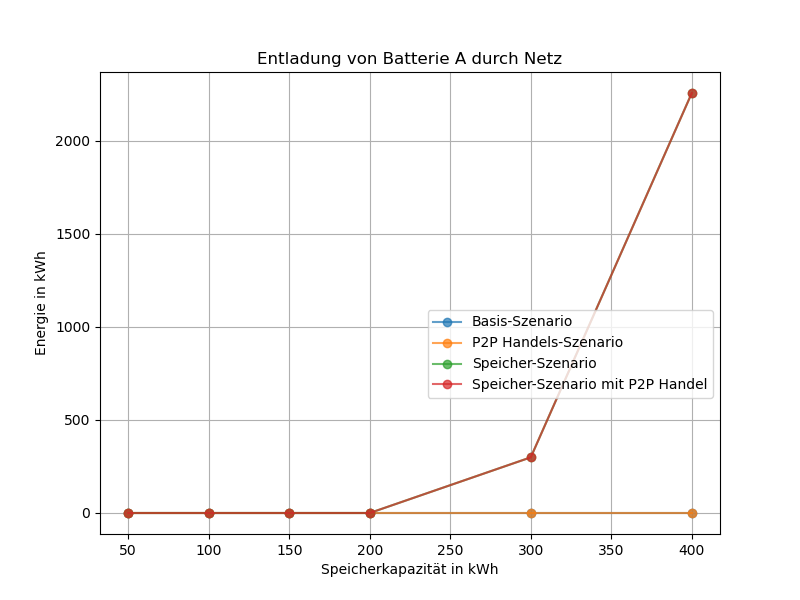 Entladung von Batterie A durch Netz
Energie in kWh
2000
1500
1000
500
0
Basis-Szenario
P2P Handels-Szenario
Speicher-Szenario
Speicher-Szenario mit P2P Handel
50 100 150 200 250 300 350 400
Speicherkapazität in kWh